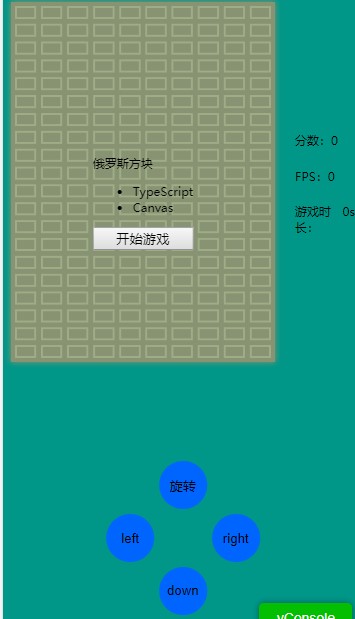 俄罗斯方块
TypeScript
Canvas
开始游戏
分数: 0
FPS: 0
游戏时 0s
长:
旋转
left
right
down
vConsole